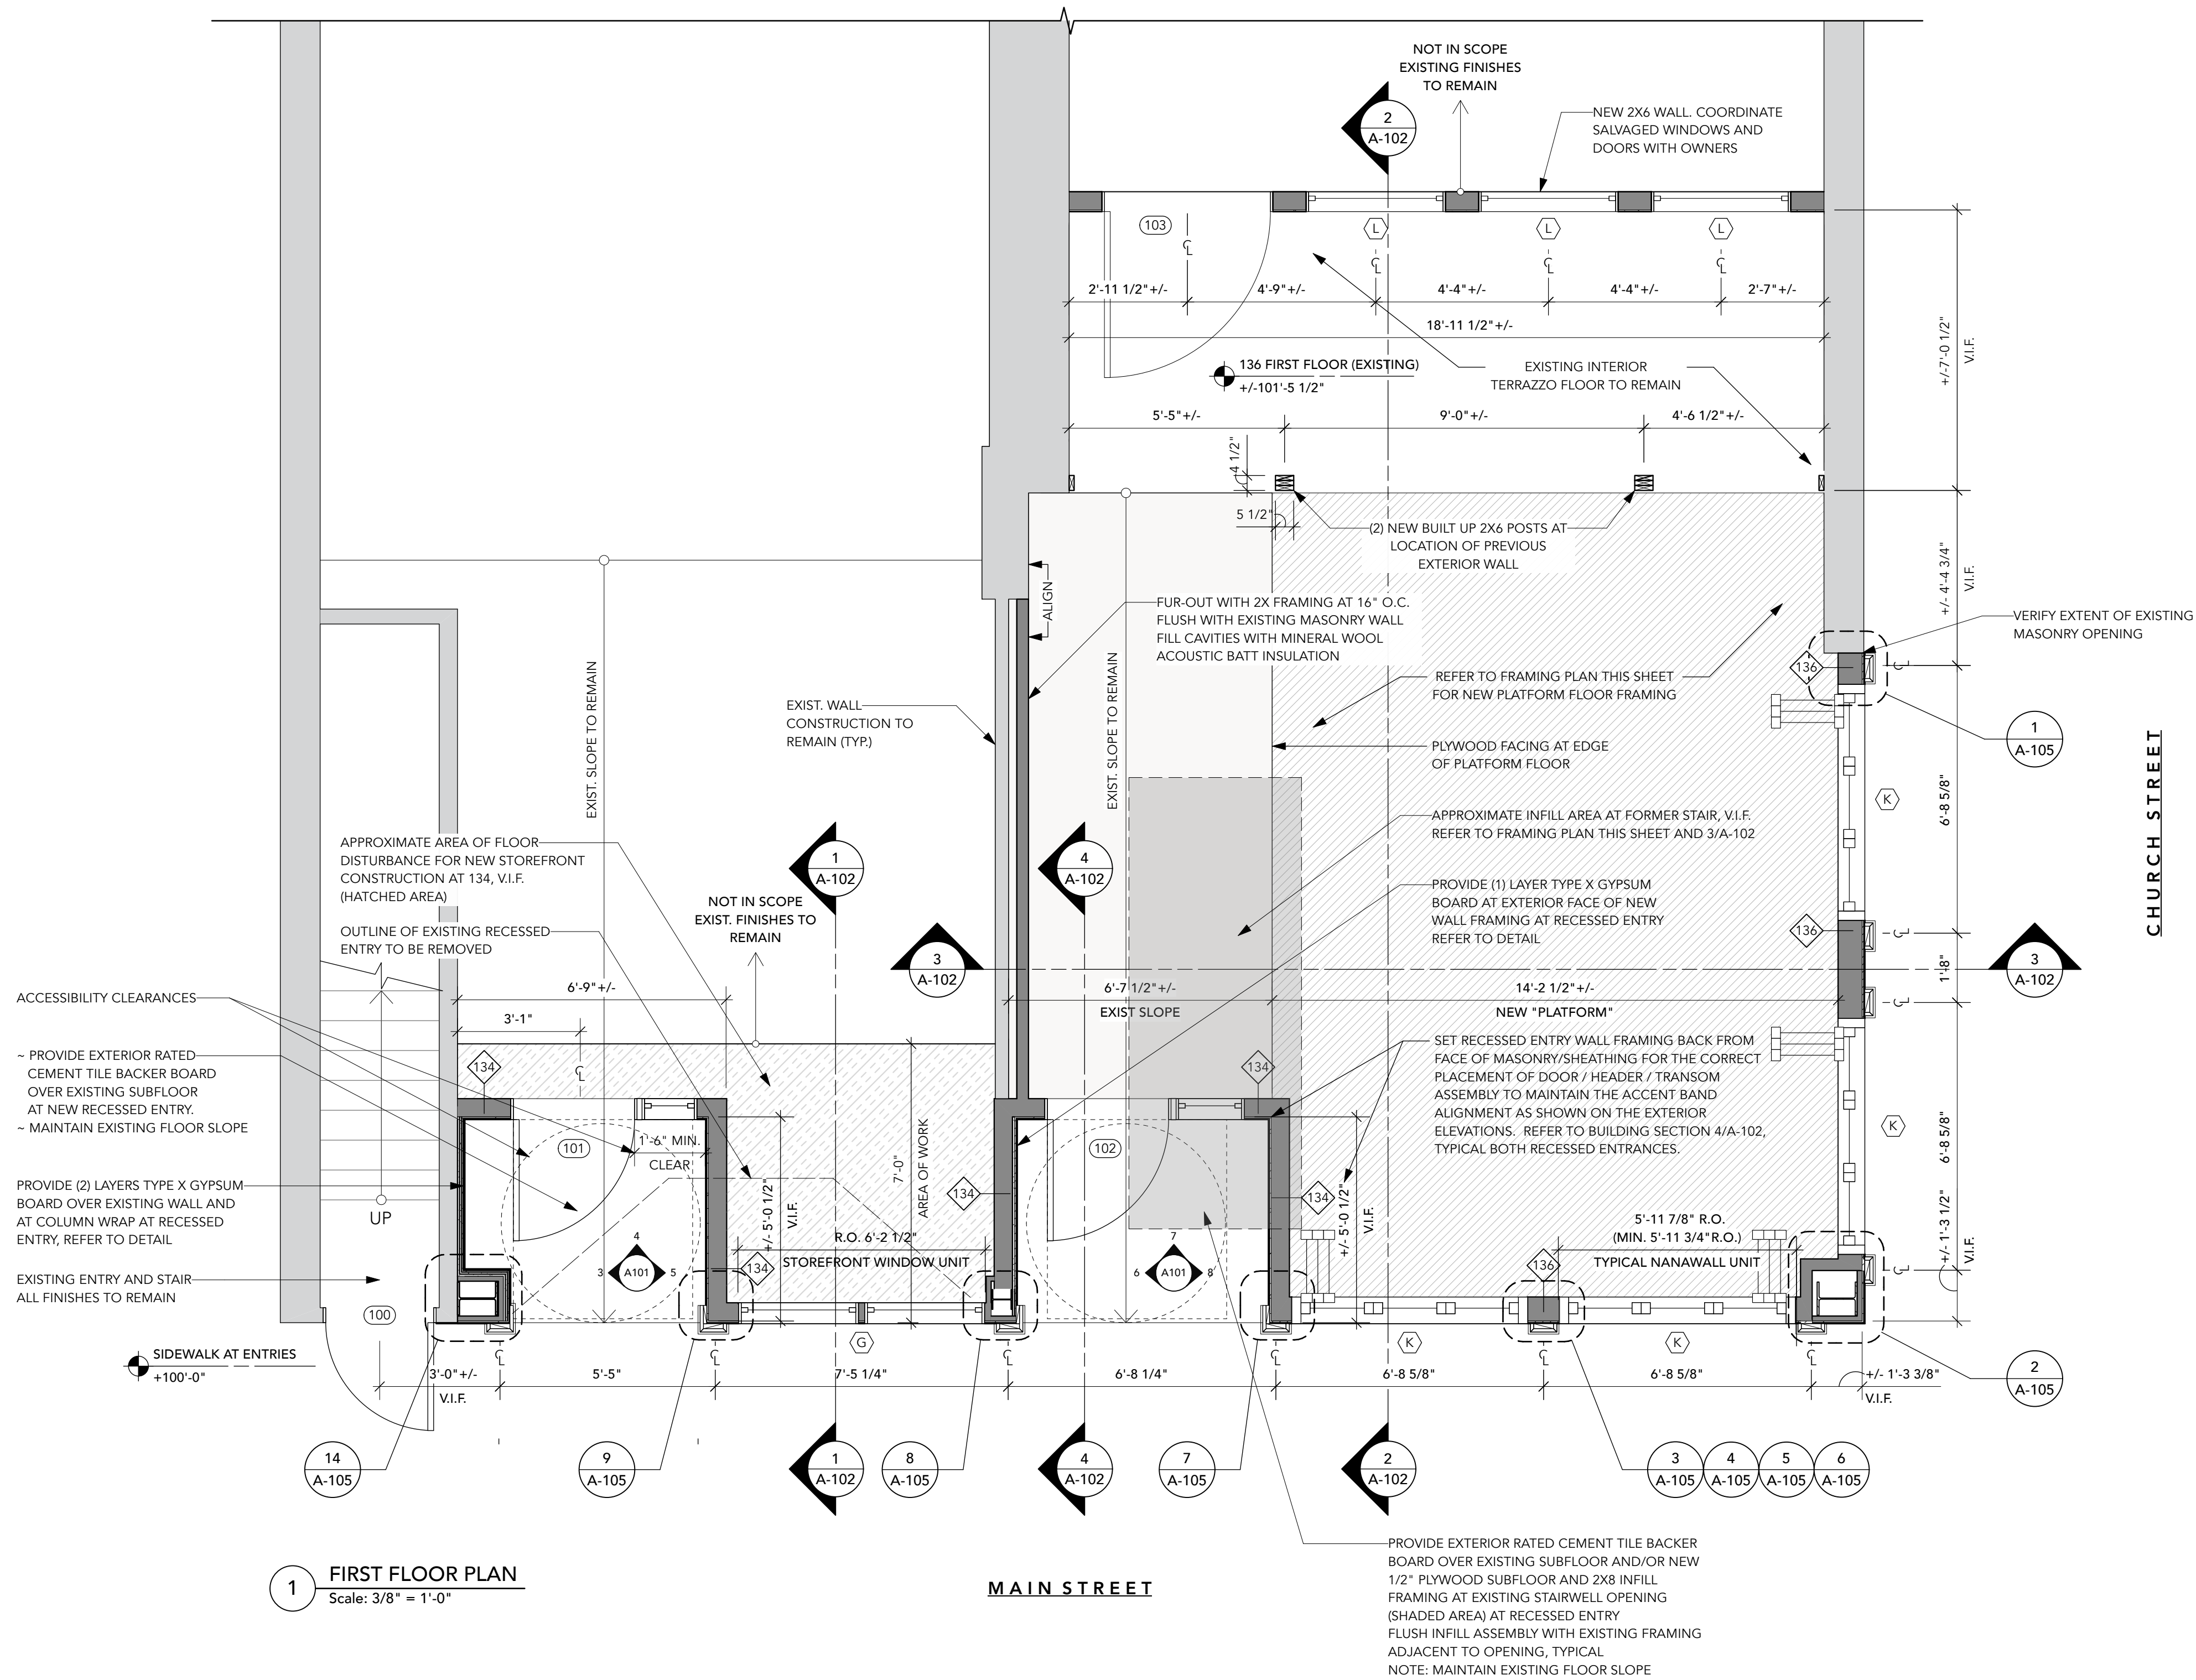 NOT IN SCOPE
EXISTING FINISHES
TO REMAIN
2
A-102
NEW 2X6 WALL. COORDINATE
SALVAGED WINDOWS AND
DOORS WITH OWNERS
103
L
L
L
CL
CL
CL
CL
2'-11 1/2"+/-
4'-9"+/-
4'-4"+/-
4'-4"+/-
2'-7"+/-
18'-11 1/2"+/-
+/-7'-0 1/2"
V.I.F.
136 FIRST FLOOR (EXISTING)
+/-101'-5 1/2"
EXISTING INTERIOR
TERRAZZO FLOOR TO REMAIN
5'-5"+/-
9'-0"+/-
4'-6 1/2"+/-
4 1/2"
5 1/2"
(2) NEW BUILT UP 2X6 POSTS AT
LOCATION OF PREVIOUS
EXTERIOR WALL
+/- 4'-4 3/4"
V.I.F.
ALIGN
FUR-OUT WITH 2X FRAMING AT 16" O.C.
FLUSH WITH EXISTING MASONRY WALL
FILL CAVITIES WITH MINERAL WOOL
ACOUSTIC BATT INSULATION
VERIFY EXTENT OF EXISTING
MASONRY OPENING
136
EXIST. SLOPE TO REMAIN
EXIST. SLOPE TO REMAIN
REFER TO FRAMING PLAN THIS SHEET
FOR NEW PLATFORM FLOOR FRAMING
EXIST. WALL
CONSTRUCTION TO
REMAIN (TYP.)
PLYWOOD FACING AT EDGE
OF PLATFORM FLOOR
1
A-105
CHURCH STREET
6'-8 5/8"
K
APPROXIMATE INFILL AREA AT FORMER STAIR, V.I.F.
REFER TO FRAMING PLAN THIS SHEET AND 3/A-102
APPROXIMATE AREA OF FLOOR
DISTURBANCE FOR NEW STOREFRONT
CONSTRUCTION AT 134, V.I.F.
(HATCHED AREA)
1
A-102
4
A-102
PROVIDE (1) LAYER TYPE X GYPSUM
BOARD AT EXTERIOR FACE OF NEW
WALL FRAMING AT RECESSED ENTRY
REFER TO DETAIL
NOT IN SCOPE
EXIST. FINISHES TO
REMAIN
OUTLINE OF EXISTING RECESSED
ENTRY TO BE REMOVED
136
3
A-102
3
A-102
1'-8"
6'-9"+/-
6'-7 1/2"+/-
EXIST SLOPE
14'-2 1/2"+/-
NEW "PLATFORM"
ACCESSIBILITY CLEARANCES
3'-1"
CL
134
134
~ PROVIDE EXTERIOR RATED
CEMENT TILE BACKER BOARD
OVER EXISTING SUBFLOOR
AT NEW RECESSED ENTRY.
~ MAINTAIN EXISTING FLOOR SLOPE
SET RECESSED ENTRY WALL FRAMING BACK FROM
FACE OF MASONRY/SHEATHING FOR THE CORRECT
PLACEMENT OF DOOR / HEADER / TRANSOM
ASSEMBLY TO MAINTAIN THE ACCENT BAND
ALIGNMENT AS SHOWN ON THE EXTERIOR
ELEVATIONS. REFER TO BUILDING SECTION 4/A-102,
TYPICAL BOTH RECESSED ENTRANCES.
K
6'-8 5/8"
101
1'-6" MIN.
CLEAR
102
7'-0"
AREA OF WORK
PROVIDE (2) LAYERS TYPE X GYPSUM
BOARD OVER EXISTING WALL AND
AT COLUMN WRAP AT RECESSED
ENTRY, REFER TO DETAIL
UP
+/- 5'-0 1/2"
V.I.F.
134
134
+/- 5'-0 1/2"
V.I.F.
R.O. 6'-2 1/2"
STOREFRONT WINDOW UNIT
5'-11 7/8" R.O.
(MIN. 5'-11 3/4"R.O.)
TYPICAL NANAWALL UNIT
+/- 1'-3 1/2"
V.I.F.
EXISTING ENTRY AND STAIR
ALL FINISHES TO REMAIN
4
3
A101
5
134
7
6
A101
8
136
100
G
K
K
SIDEWALK AT ENTRIES
+100'-0"
CL
CL
CL
CL
CL
CL
3'-0"+/-
V.I.F.
5'-5"
7'-5 1/4"
6'-8 1/4"
6'-8 5/8"
6'-8 5/8"
+/- 1'-3 3/8"
V.I.F.
2
A-105
14
A-105
9
A-105
1
A-102
8
A-105
4
A-102
7
A-105
2
A-102
3
A-105
4
A-105
5
A-105
6
A-105
PROVIDE EXTERIOR RATED CEMENT TILE BACKER
BOARD OVER EXISTING SUBFLOOR AND/OR NEW
1/2" PLYWOOD SUBFLOOR AND 2X8 INFILL
FRAMING AT EXISTING STAIRWELL OPENING
(SHADED AREA) AT RECESSED ENTRY
FLUSH INFILL ASSEMBLY WITH EXISTING FRAMING
ADJACENT TO OPENING, TYPICAL
NOTE: MAINTAIN EXISTING FLOOR SLOPE
1
FIRST FLOOR PLAN
Scale: 3/8" = 1'-0"
MAIN STREET